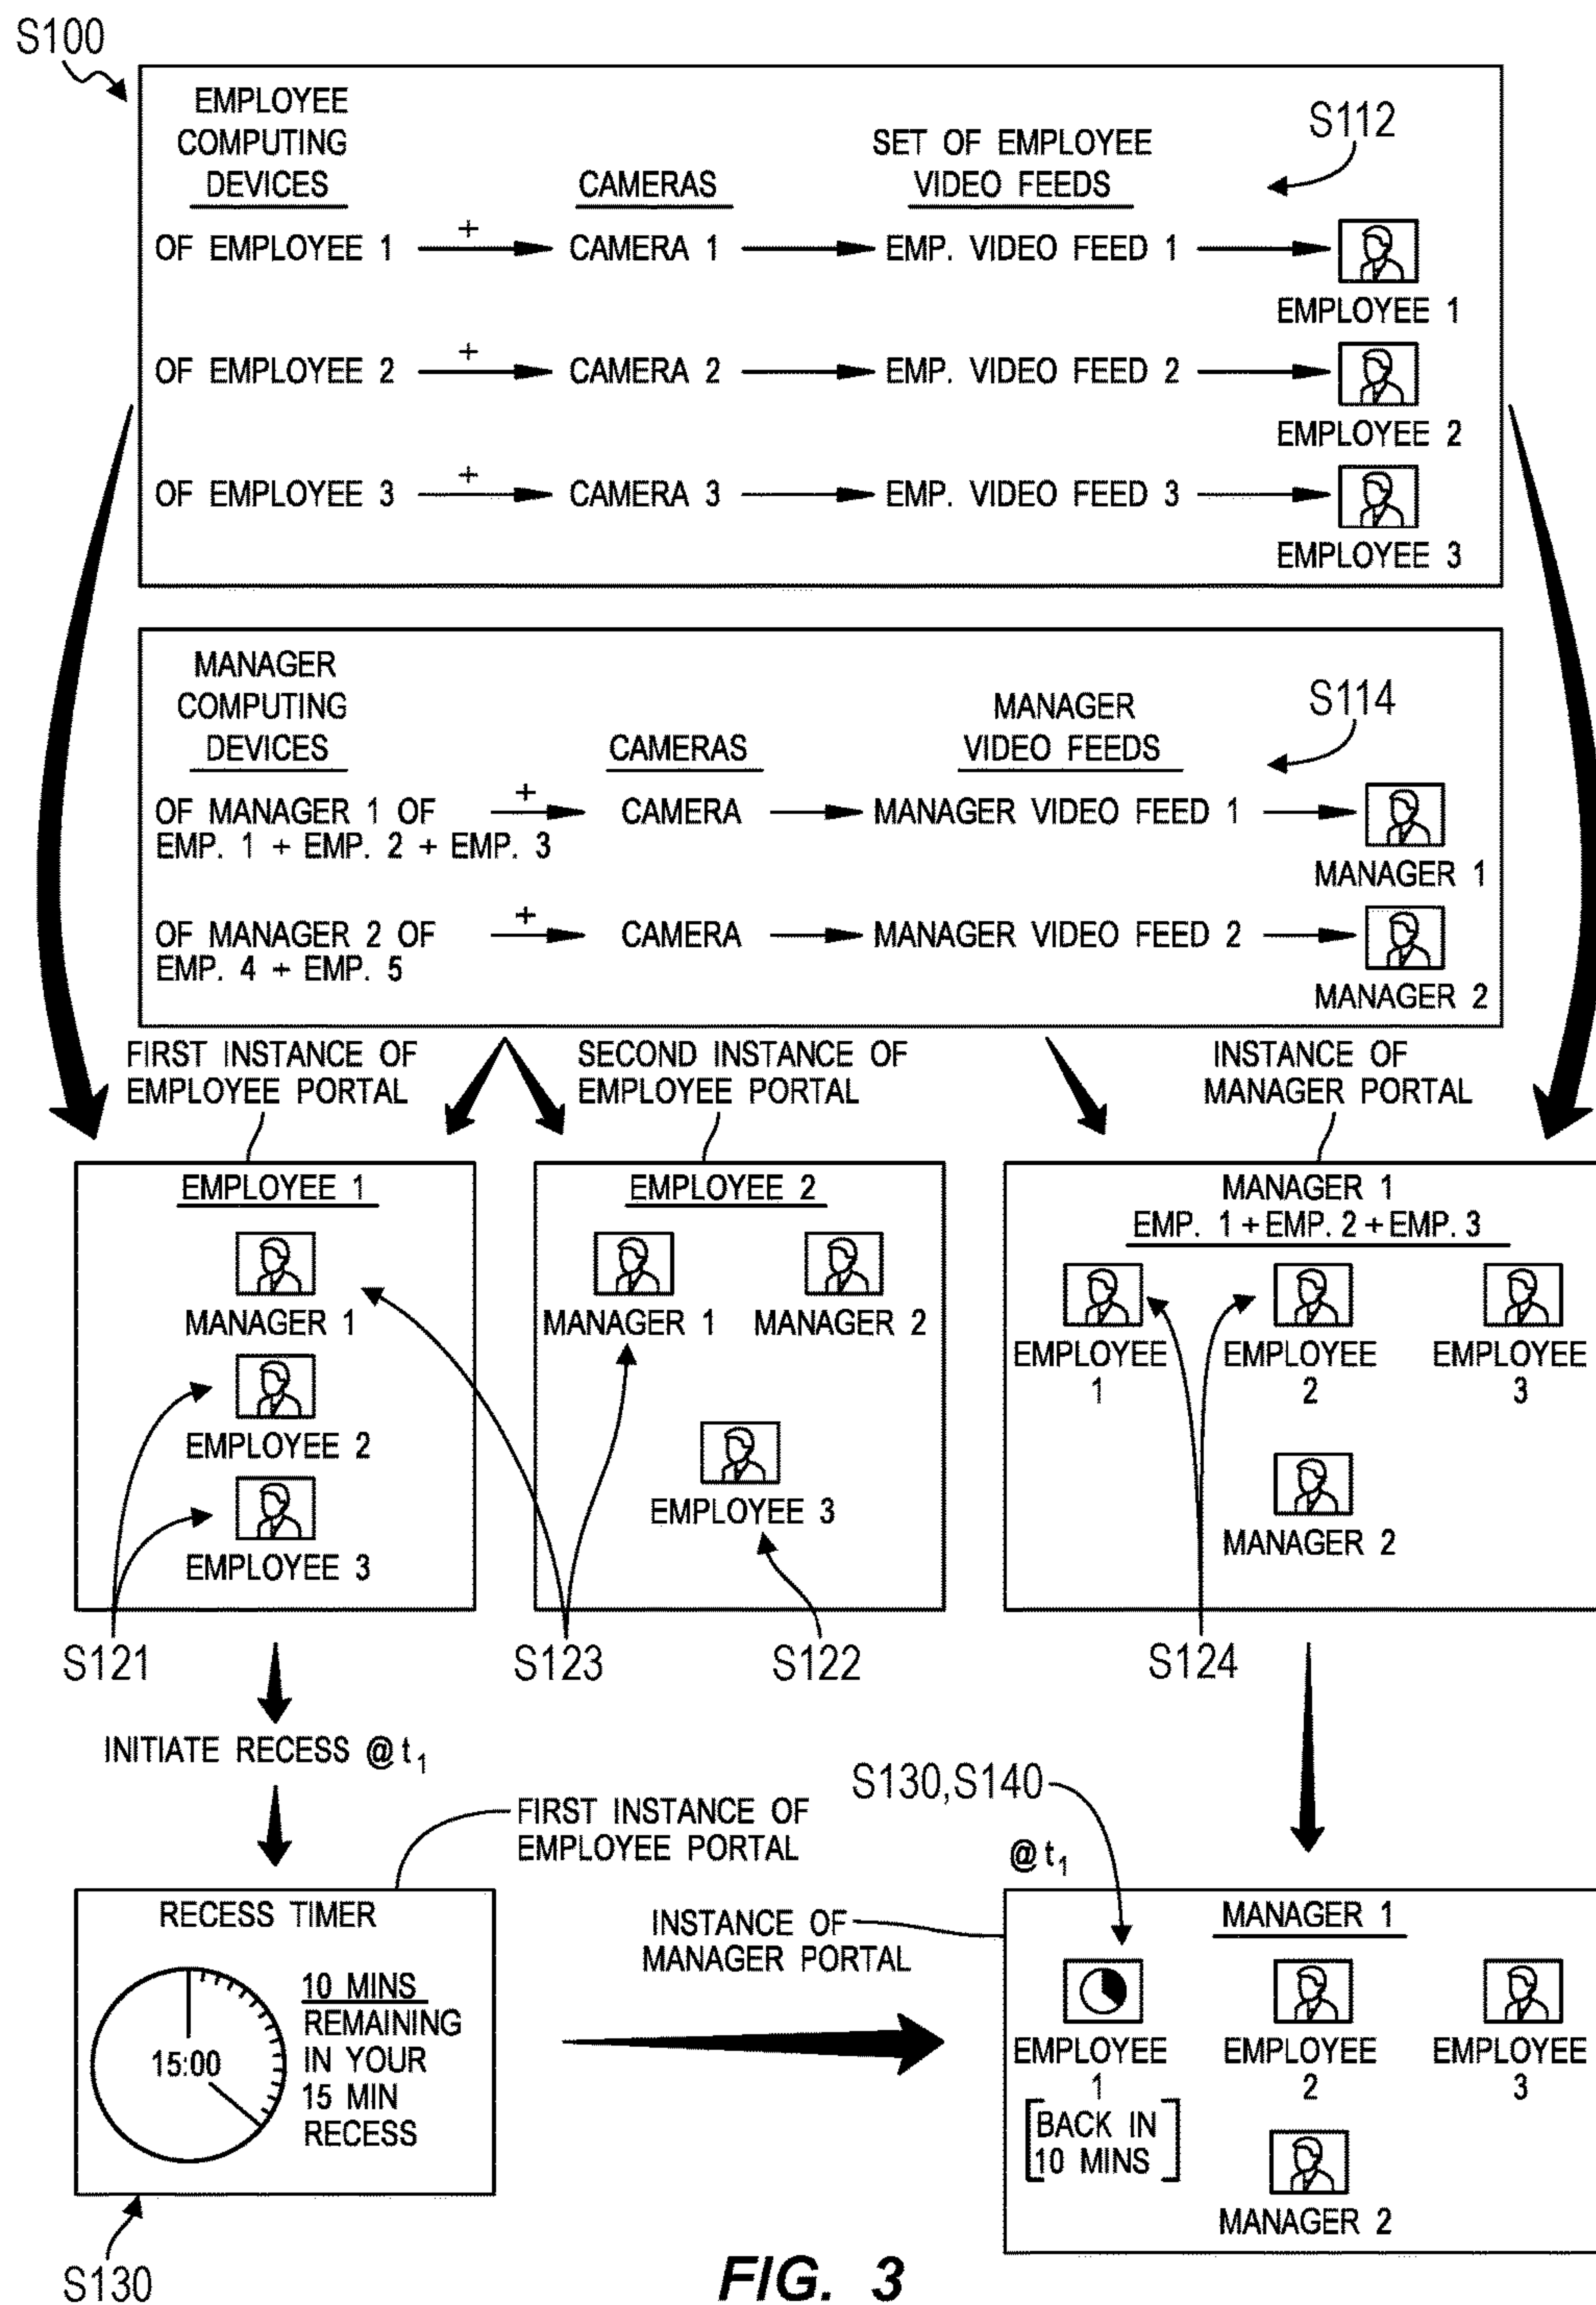 S100
EMPLOYEE
COMPUTING
DEVICES
CAMERAS
SET OF EMPLOYEE
VIDEO FEEDS
S112
OF EMPLOYEE 1 + CAMERA 1 EMP. VIDEO FEED 1
EMPLOYEE 1
OF EMPLOYEE 2 + CAMERA 2 EMP. VIDEO FEED 2
EMPLOYEE 2
OF EMPLOYEE 3 + CAMERA 3 EMP. VIDEO FEED 3
EMPLOYEE 3
MANAGER
COMPUTING
DEVICES
CAMERAS
MANAGER
VIDEO FEEDS
S114
OF MANAGER 1 OF + CAMERA MANAGER VIDEO FEED 1
EMP. 1 + EMP. 2 + EMP. 3
MANAGER 1
OF MANAGER 2 OF + CAMERA MANAGER VIDEO FEED 2
EMP. 4 + EMP. 5
MANAGER 2
FIRST INSTANCE OF
EMPLOYEE PORTAL
SECOND INSTANCE OF
EMPLOYEE PORTAL
INSTANCE OF
MANAGER PORTAL
EMPLOYEE 1
MANAGER 1
EMPLOYEE 2
EMPLOYEE 3
EMPLOYEE 2
MANAGER 1 MANAGER 2
EMPLOYEE 3
MANAGER 1
EMP. 1 + EMP. 2 + EMP. 3
EMPLOYEE EMPLOYEE EMPLOYEE
1 2 3
MANAGER 2
S121 S123 S122 S124
INITIATE RECESS @ t1
FIRST INSTANCE OF
EMPLOYEE PORTAL
S130,S140
@ t1
RECESS TIMER
15:00
10 MINS
REMAINING
IN YOUR
15 MIN
RECESS
S130
INSTANCE OF
MANAGER PORTAL
MANAGER 1
EMPLOYEE EMPLOYEE EMPLOYEE
1 2 3
[BACK IN
10 MINS]
MANAGER 2
FIG. 3